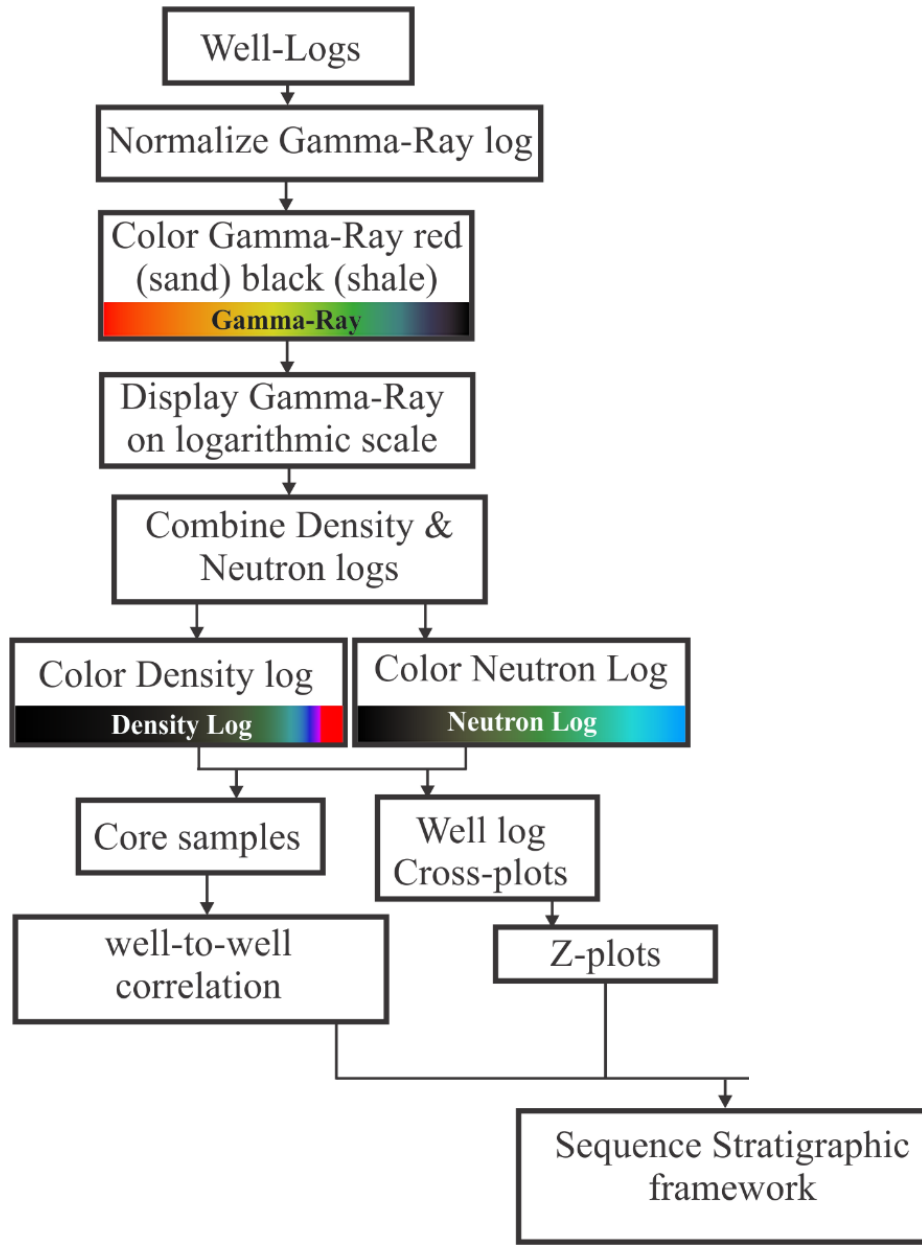 Well-Logs
Normalize Gamma-Ray log
Color Gamma-Ray red
(sand) black (shale)
Gamma-Ray
Display Gamma-Ray
on logarithmic scale
Combine Density &
Neutron logs
Color Density log
Density Log
Color Neutron Log
Neutron Log
Core samples
Well log
Cross-plots
well-to-well
correlation
Z-plots
Sequence Stratigraphic
framework